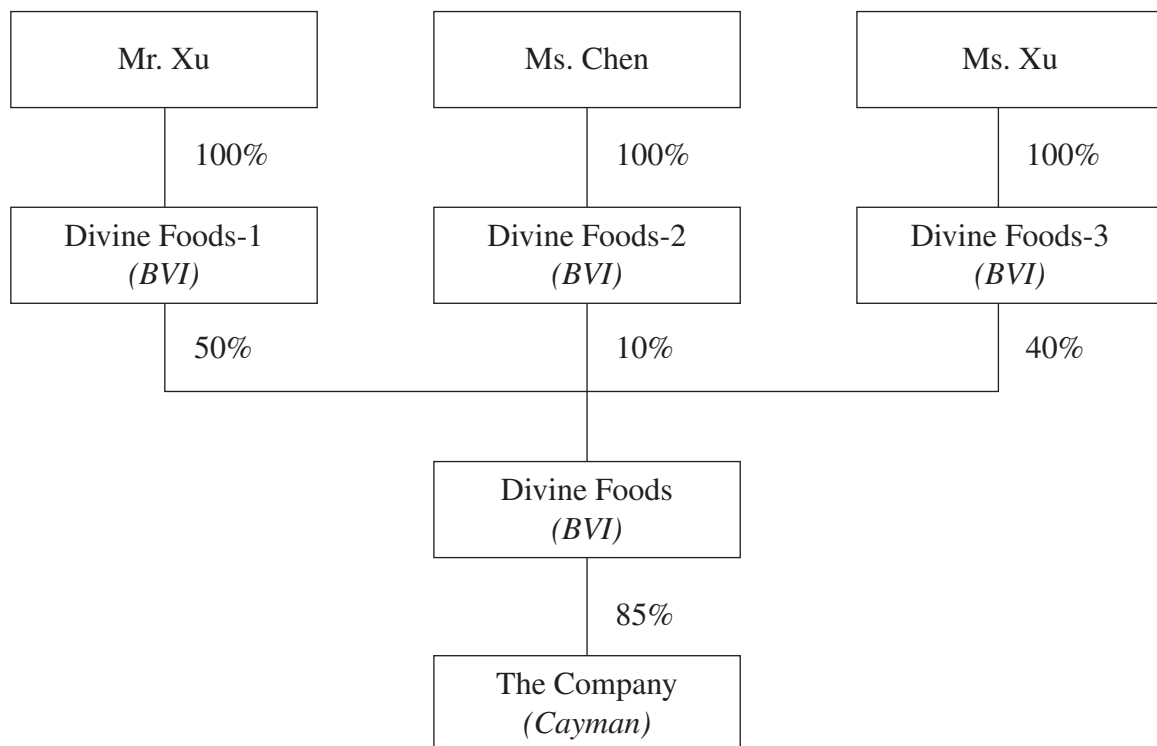 Mr. Xu
Ms. Chen
Ms. Xu
100%
100%
100%
Divine Foods-1
(BVI)
Divine Foods-2
(BVI)
Divine Foods-3
(BVI)
50%
10%
40%
Divine Foods
(BVI)
85%
The Company
(Cayman)